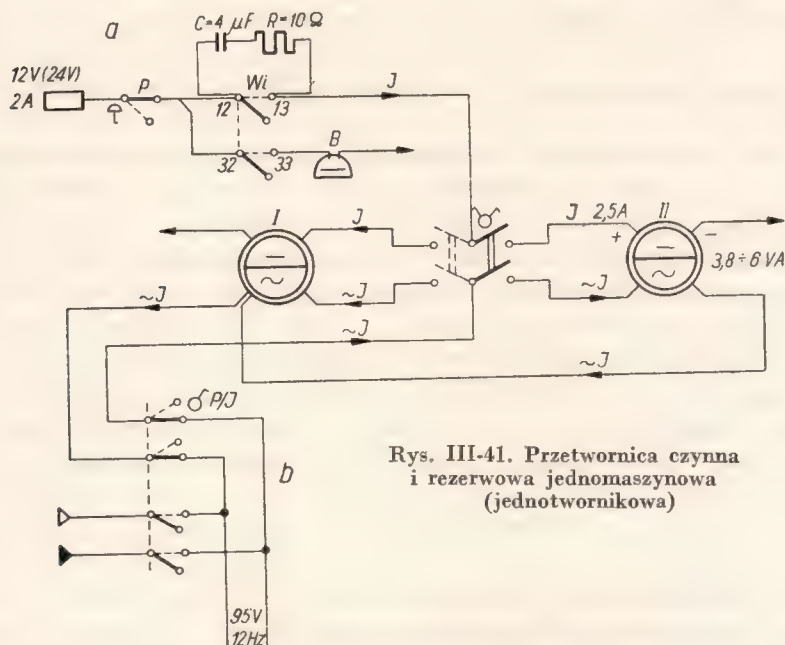 a
C=4 μF R=10 Ω
12V(24V)
2A
P
Wi
12 13
J
32 33
B
I
J
J 2,5A
II
+ −
3,8÷6 VA
~J
~J
~J
~J
~J
P/J
b
95V
12Hz
Rys. III-41. Przetwornica czynna
i rezerwowa jednomaszynowa
(jednotwornikowa)